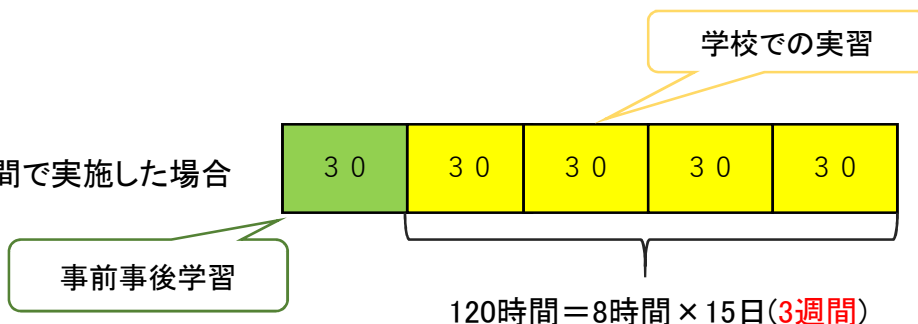 学校での実習
間で実施した場合
３０ ３０ ３０ ３０ ３０
事前事後学習
120時間＝8時間×15日(3週間)